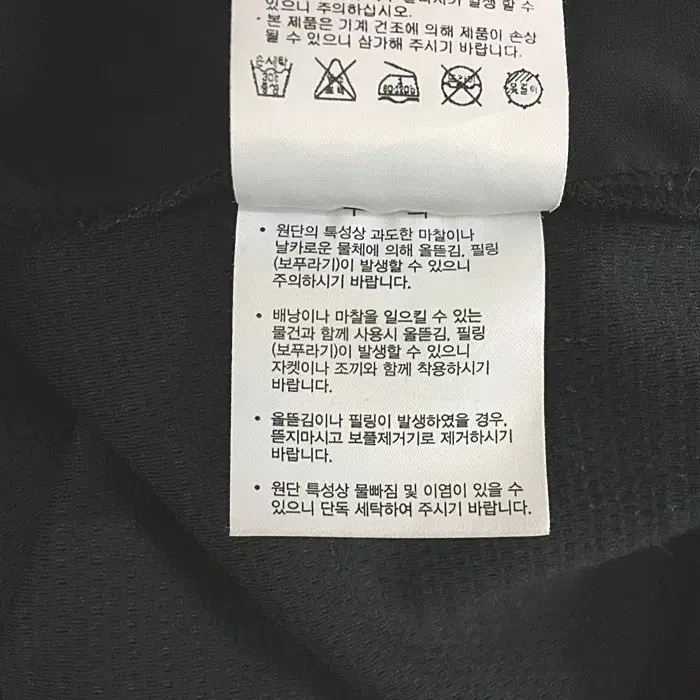 있으니 주의하십시오.
· 본 제품은 기계 건조에 의해 제품이 손상
될 수 있으니 삼가해 주시기 바랍니다.
손세탁
30℃
중성
표백
80-120℃
드라이
옷걸이
• 원단의 특성상 과도한 마찰이나
날카로운 물체에 의해 올뜯김, 필링
(보푸라기)이 발생할 수 있으니
주의하시기 바랍니다.
• 배낭이나 마찰을 일으킬 수 있는
물건과 함께 사용시 올뜯김, 필링
(보푸라기)이 발생할 수 있으니
자켓이나 조끼와 함께 착용하시기
바랍니다.
• 올뜯김이나 필링이 발생하였을 경우,
뜯지마시고 보풀제거기로 제거하시기
바랍니다.
• 원단 특성상 물빠짐 및 이염이 있을 수
있으니 단독 세탁하여 주시기 바랍니다.